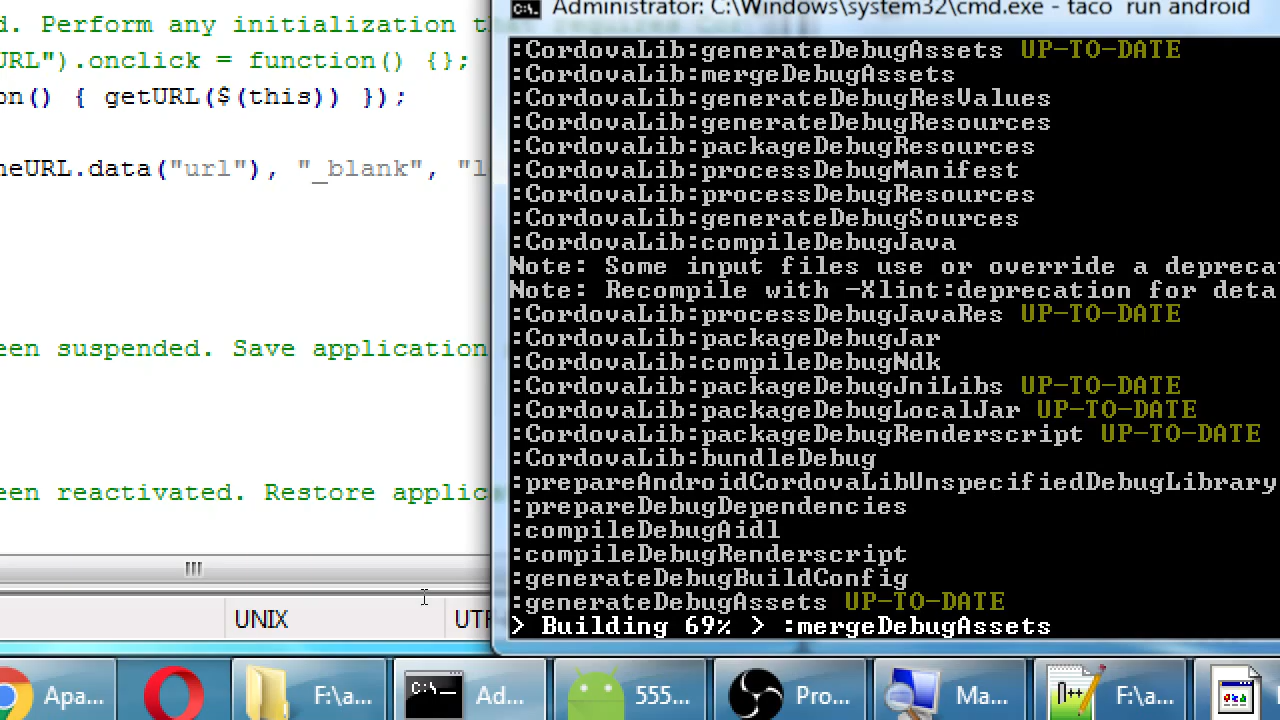 d. Perform any initialization t
URL").onclick = function() {};
on() { getURL($(this)) });
neURL.data("url"), "_blank", "l
een suspended. Save application
een reactivated. Restore applic
UNIX
UTF
Administrator: C:\Windows\system32\cmd.exe - taco run android
:CordovaLib:generateDebugAssets UP-TO-DATE
:CordovaLib:mergeDebugAssets
:CordovaLib:generateDebugResValues
:CordovaLib:generateDebugResources
:CordovaLib:packageDebugResources
:CordovaLib:processDebugManifest
:CordovaLib:processDebugResources
:CordovaLib:generateDebugSources
:CordovaLib:compileDebugJava
Note: Some input files use or override a depreca
Note: Recompile with -Xlint:deprecation for deta
:CordovaLib:processDebugJavaRes UP-TO-DATE
:CordovaLib:packageDebugJar
:CordovaLib:compileDebugNdk
:CordovaLib:packageDebugJniLibs UP-TO-DATE
:CordovaLib:packageDebugLocalJar UP-TO-DATE
:CordovaLib:packageDebugRenderscript UP-TO-DATE
:CordovaLib:bundleDebug
:prepareAndroidCordovaLibUnspecifiedDebugLibrary
:prepareDebugDependencies
:compileDebugAidl
:compileDebugRenderscript
:generateDebugBuildConfig
:generateDebugAssets UP-TO-DATE
> Building 69% > :mergeDebugAssets
Apa... F:\a... Ad... 555... Pro... Ma... F:\a...